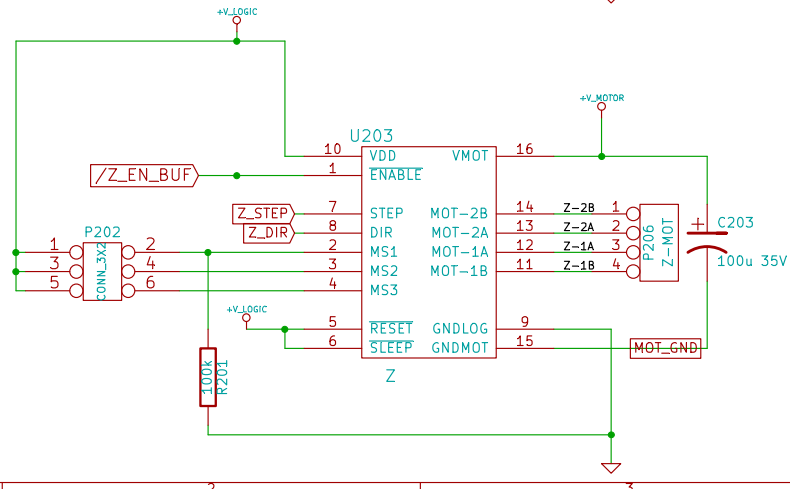 +V_LOGIC
+V_MOTOR
U203
10 VDD VMOT 16
/Z_EN_BUF 1 ENABLE
Z_STEP 7 STEP MOT-2B 14 Z-2B 1
Z_DIR 8 DIR MOT-2A 13 Z-2A 2
P202
1 2 2 MS1 MOT-1A 12 Z-1A 3
3 4 3 MS2 MOT-1B 11 Z-1B 4
5 6 4 MS3
CONN_3X2
P206
Z-MOT
+
C203
100u 35V
+V_LOGIC
5 RESET GNDLOG 9
6 SLEEP GNDMOT 15 MOT_GND
Z
100k
R201
2 3